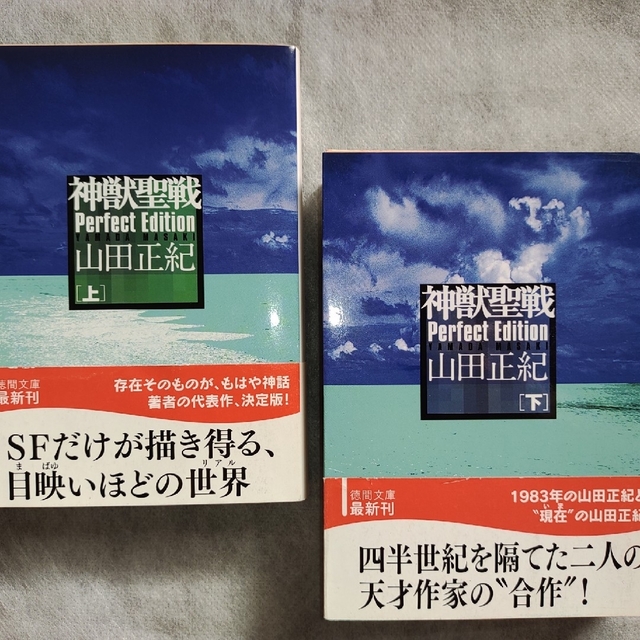 神獣聖戦
Perfect Edition
YAMADA MASAKI
山田正紀
[上]
徳間文庫
最新刊
存在そのものが、もはや神話
著者の代表作、決定版!
SFだけが描き得る、
ま ばゆ リアル
目映いほどの世界
神獣聖戦
Perfect Edition
YAMADA MASAKI
山田正紀
[下]
徳間文庫
最新刊
1983年の山田正紀と
いま
“現在”の山田正紀
四半世紀を隔てた二人の
天才作家の“合作”!